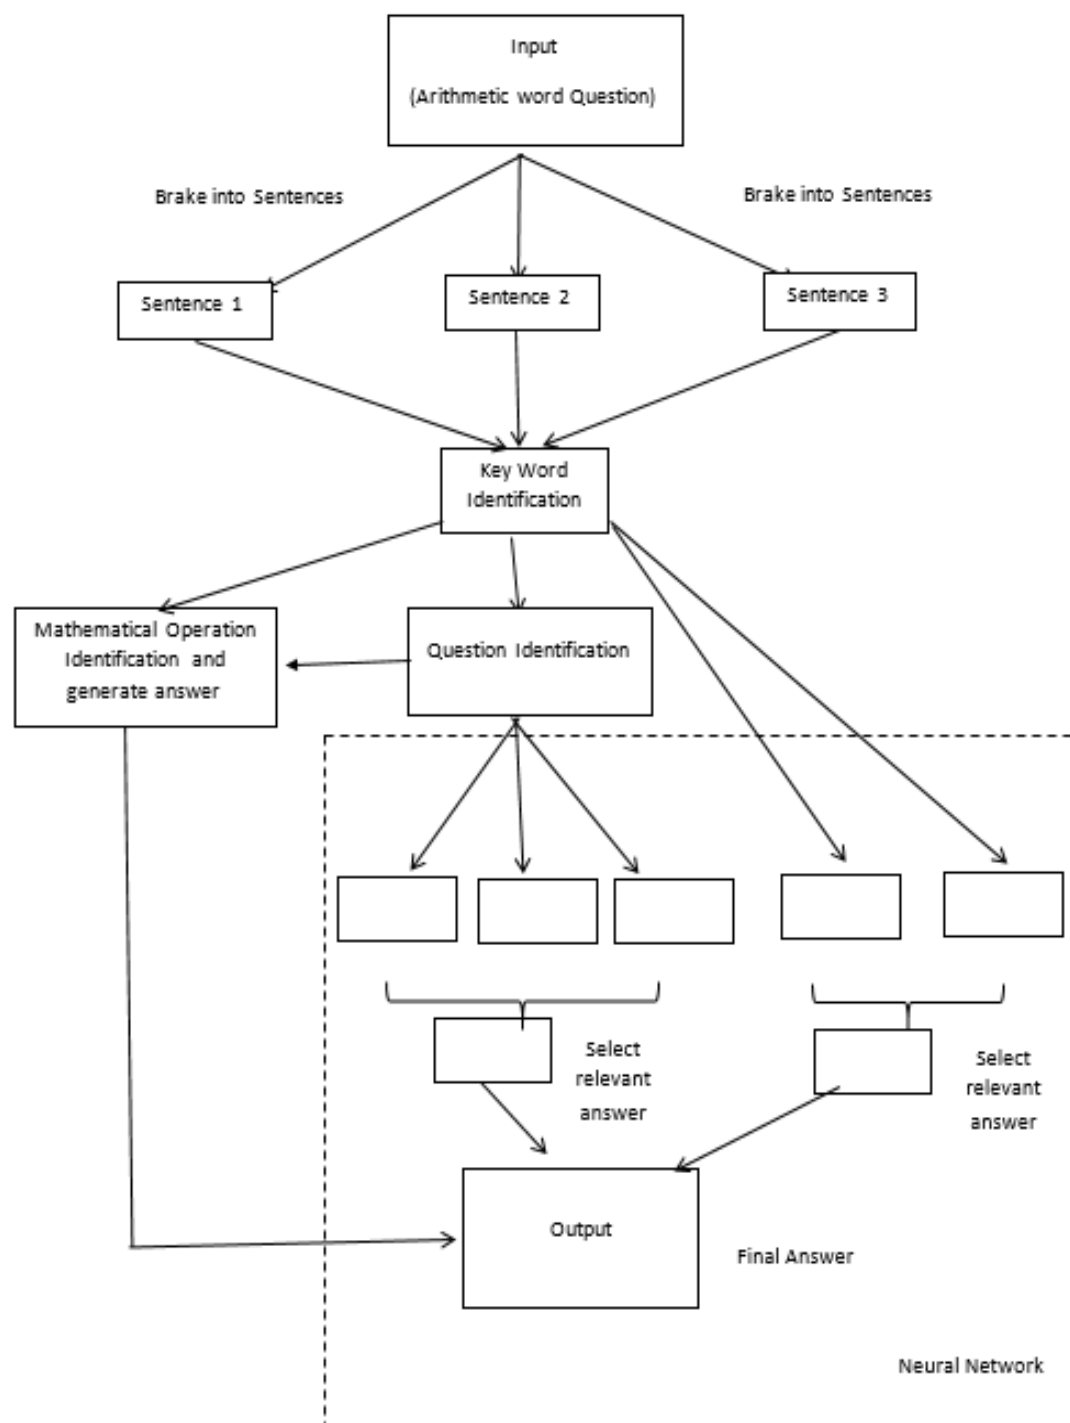 Input
(Arithmetic word Question)
Brake into Sentences
Brake into Sentences
Sentence 1
Sentence 2
Sentence 3
Key Word
Identification
Mathematical Operation
Identification and
generate answer
Question Identification
Select
relevant
answer
Select
relevant
answer
Output
Final Answer
Neural Network